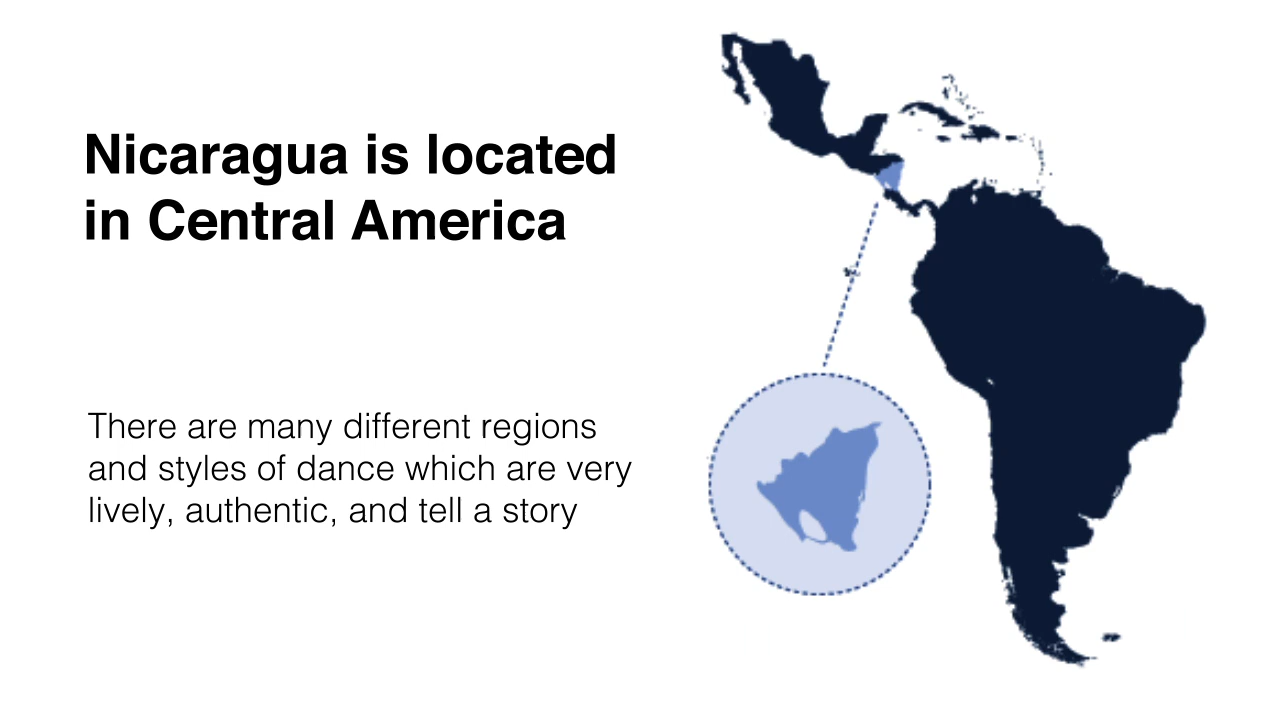 Nicaragua is located
in Central America
There are many different regions
and styles of dance which are very
lively, authentic, and tell a story